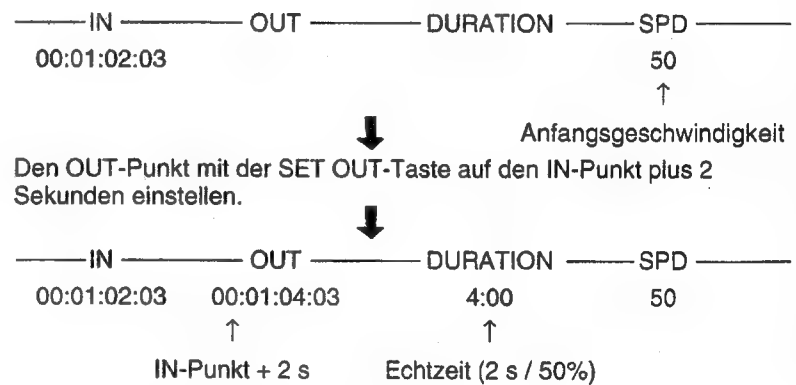 IN OUT DURATION SPD
00:01:02:03 50
↑
Anfangsgeschwindigkeit
Den OUT-Punkt mit der SET OUT-Taste auf den IN-Punkt plus 2
Sekunden einstellen.
IN OUT DURATION SPD
00:01:02:03 00:01:04:03 4:00 50
↑ ↑
IN-Punkt + 2 s Echtzeit (2 s / 50%)